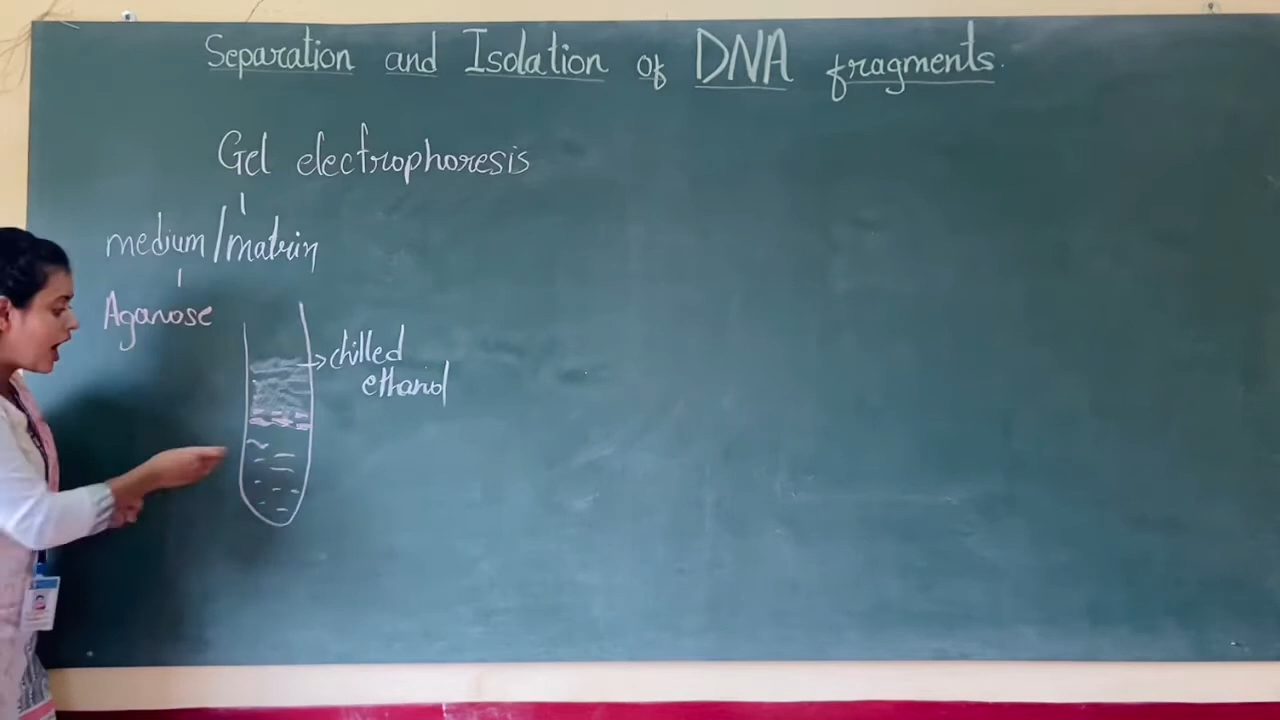 Separation and Isolation of DNA fragments.
Gel electrophoresis
medium/matrix
Agarose
chilled
ethanol